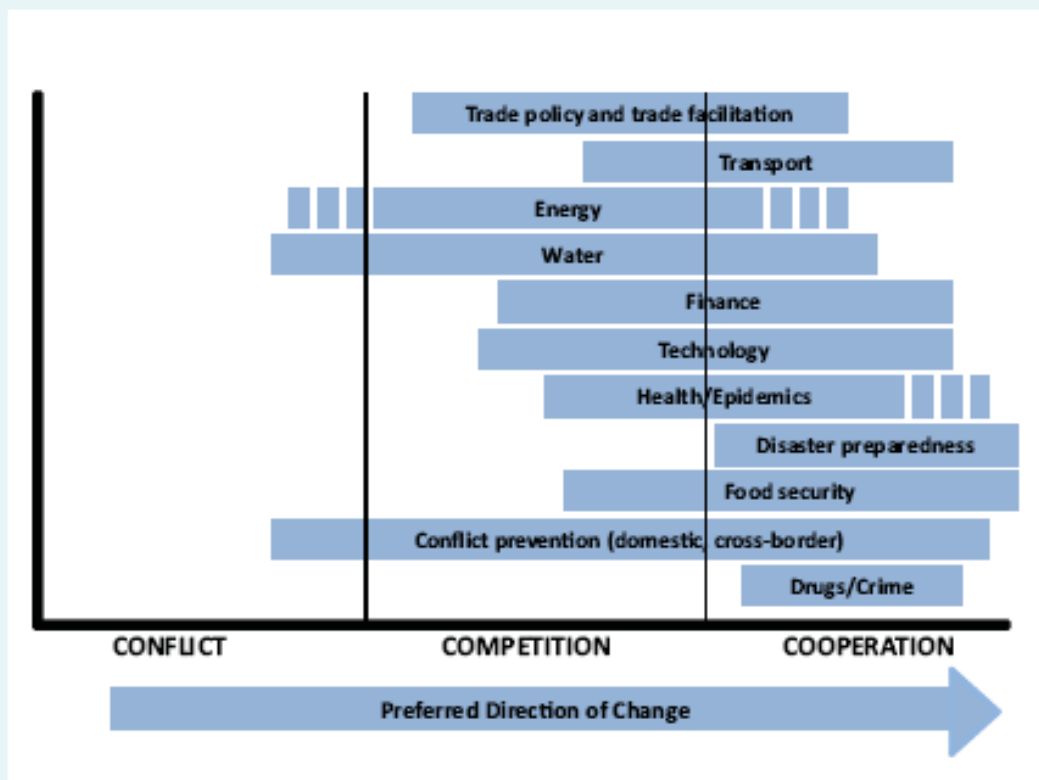 Trade policy and trade facilitation
Transport
Energy
Water
Finance
Technology
Health/Epidemics
Disaster preparedness
Food security
Conflict prevention (domestic, cross-border)
Drugs/Crime
CONFLICT COMPETITION COOPERATION
Preferred Direction of Change